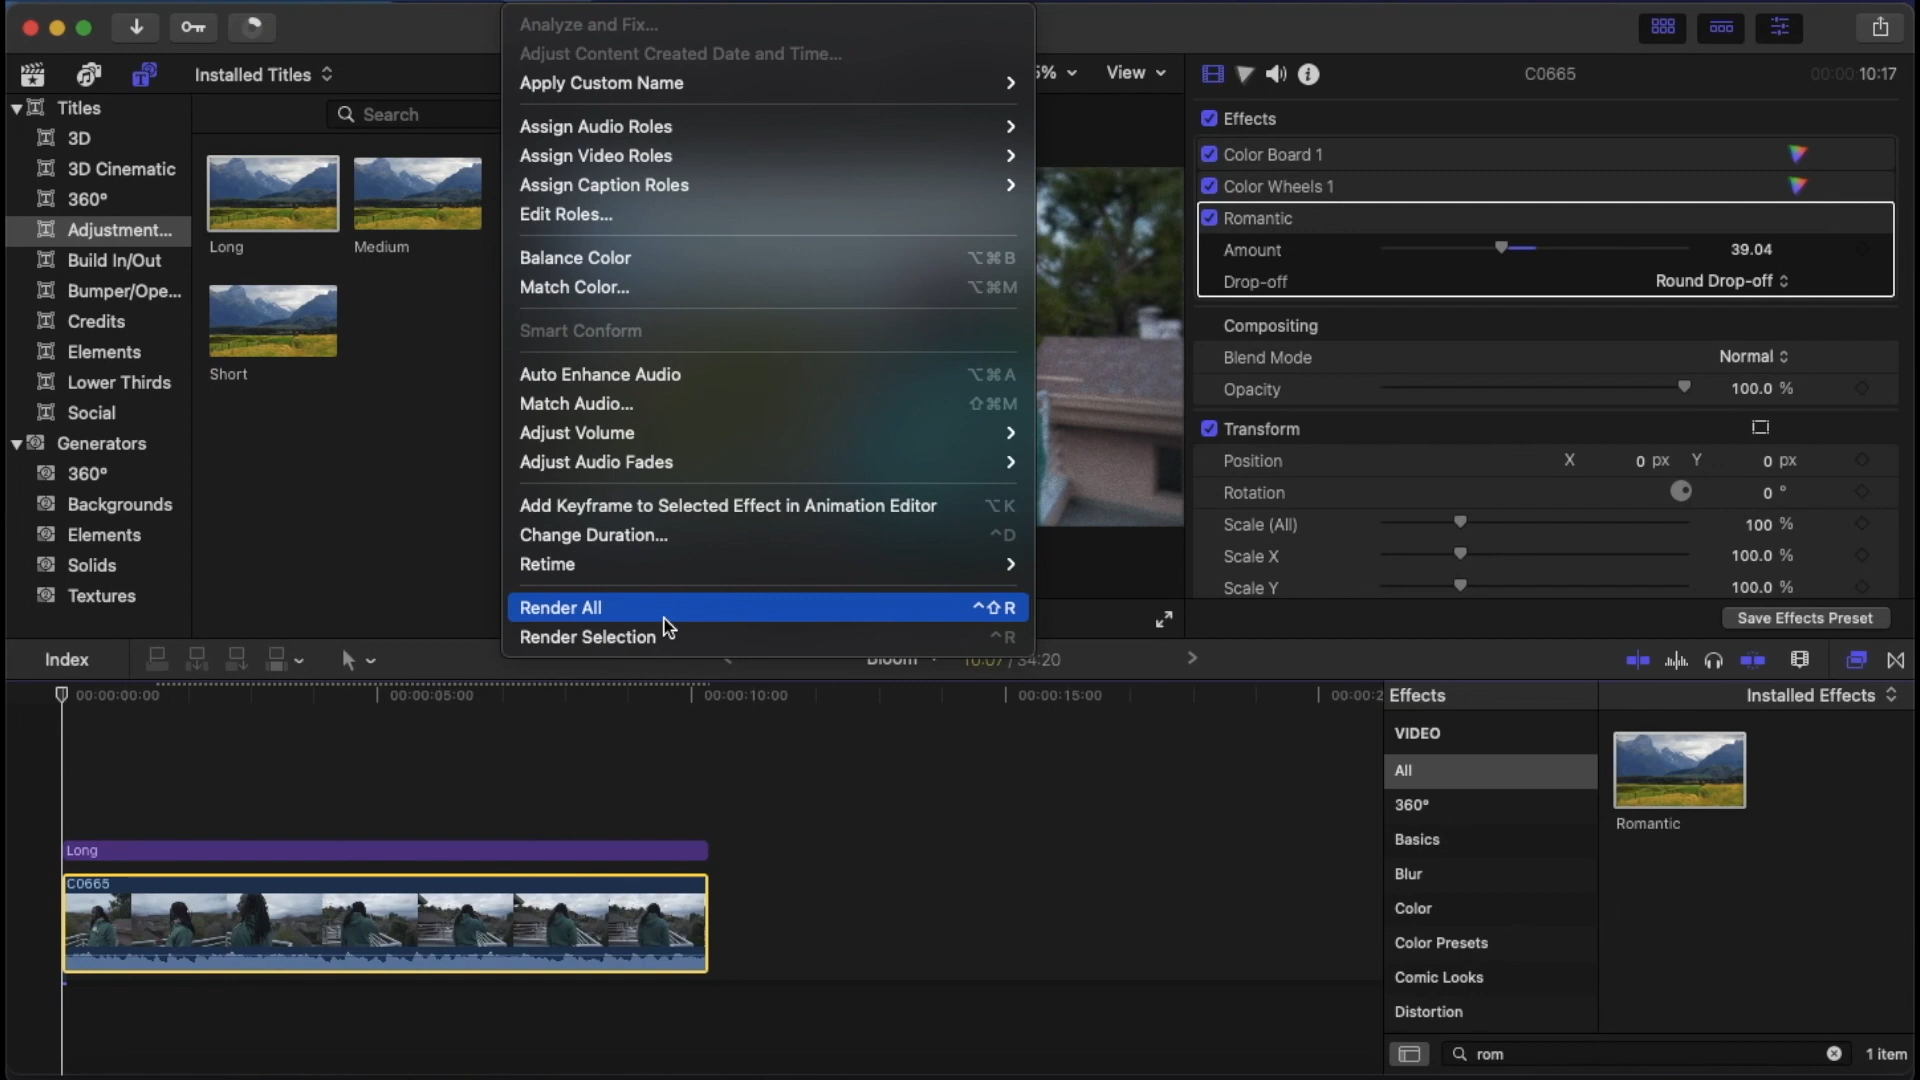 Installed Titles
Search
Titles
3D
3D Cinematic
360°
Adjustment...
Build In/Out
Bumper/Ope...
Credits
Elements
Lower Thirds
Social
Generators
360°
Backgrounds
Elements
Solids
Textures
Long
Medium
Short
Analyze and Fix...
Adjust Content Created Date and Time...
Apply Custom Name
Assign Audio Roles
Assign Video Roles
Assign Caption Roles
Edit Roles...
Balance Color ⌥⌘B
Match Color... ⌥⌘M
Smart Conform
Auto Enhance Audio ⌥⌘A
Match Audio... ⇧⌘M
Adjust Volume
Adjust Audio Fades
Add Keyframe to Selected Effect in Animation Editor ⌥K
Change Duration... ^D
Retime
Render All ^⇧R
Render Selection ^R
% View
C0665 00:00:10:17
Effects
Color Board 1
Color Wheels 1
Romantic
Amount 39.04
Drop-off Round Drop-off
Compositing
Blend Mode Normal
Opacity 100.0 %
Transform
Position X 0 px Y 0 px
Rotation 0 °
Scale (All) 100 %
Scale X 100.0 %
Scale Y 100.0 %
Save Effects Preset
Index
Bloom 10:07 / 34:20
00:00:00:00 00:00:05:00 00:00:10:00 00:00:15:00 00:00:2
Long
C0665
Effects Installed Effects
VIDEO
All
360°
Basics
Blur
Color
Color Presets
Comic Looks
Distortion
Romantic
rom 1 item